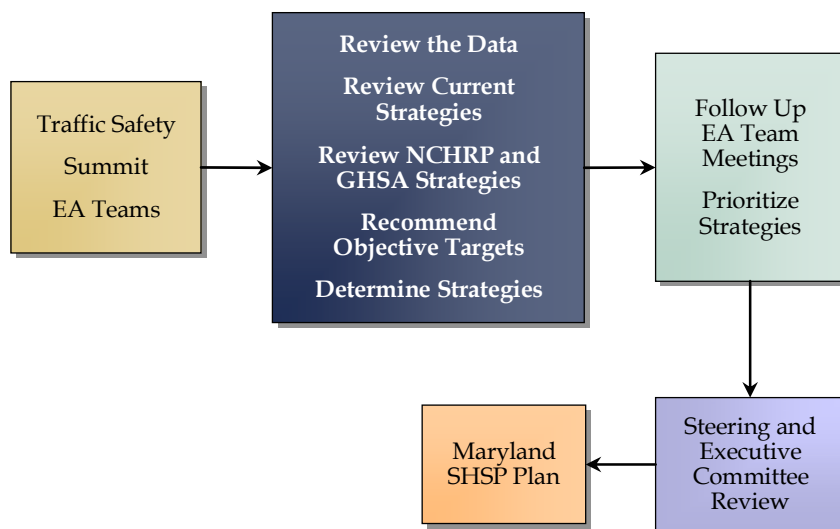 Traffic Safety
Summit
EA Teams
Review the Data
Review Current
Strategies
Review NCHRP and
GHSA Strategies
Recommend
Objective Targets
Determine Strategies
Follow Up
EA Team
Meetings
Prioritize
Strategies
Steering and
Executive
Committee
Review
Maryland
SHSP Plan